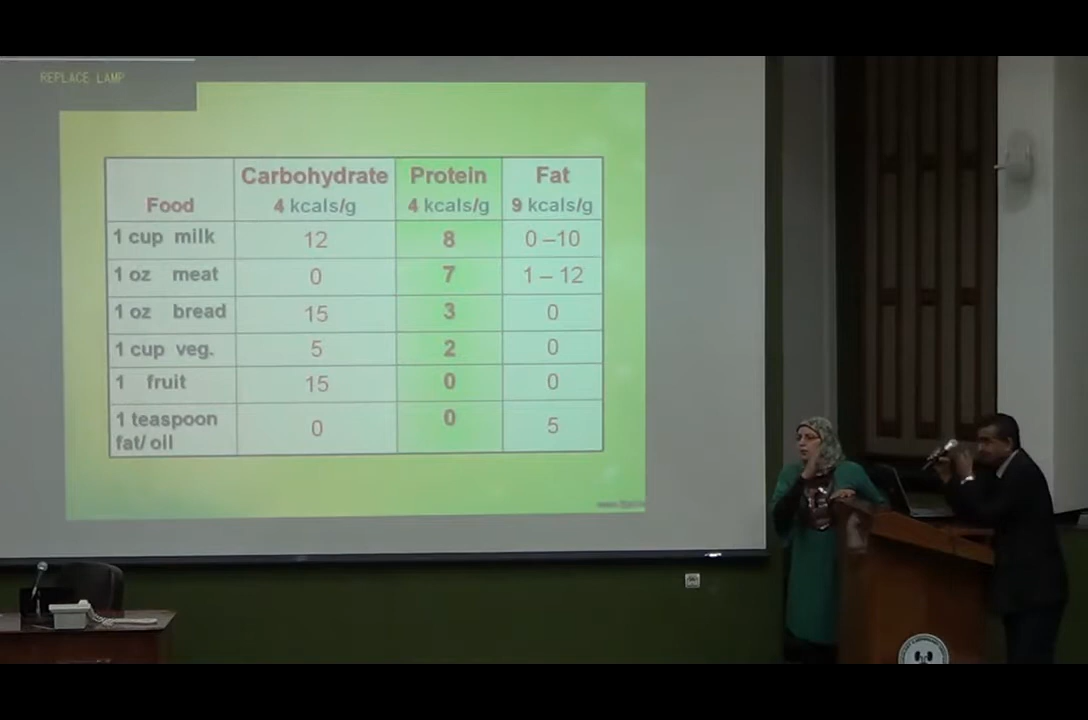 REPLACE LAMP
Carbohydrate Protein Fat
Food 4 kcals/g 4 kcals/g 9 kcals/g
1 cup milk 12 8 0 –10
1 oz meat 0 7 1 – 12
1 oz bread 15 3 0
1 cup veg. 5 2 0
1 fruit 15 0 0
1 teaspoon
fat/ oil 0 0 5